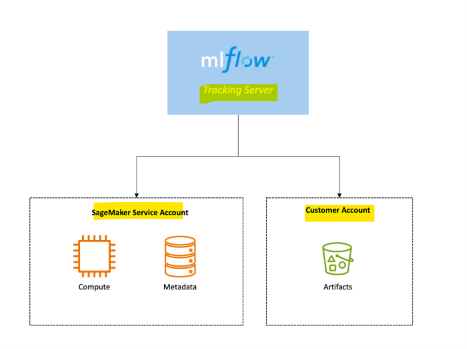 mlflow
Tracking Server
SageMaker Service Account
Customer Account
Compute
Metadata
Artifacts